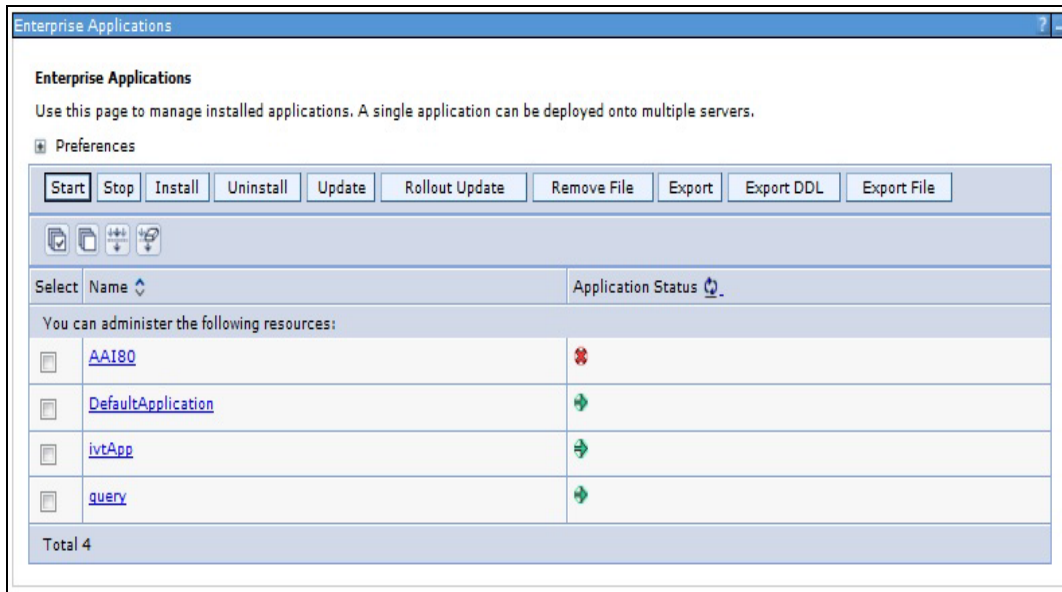 Enterprise Applications ? _
Enterprise Applications
Use this page to manage installed applications. A single application can be deployed onto multiple servers.
+ Preferences
Start Stop Install Uninstall Update Rollout Update Remove File Export Export DDL Export File
Select Name Application Status
You can administer the following resources:
AAI80
DefaultApplication
ivtApp
query
Total 4